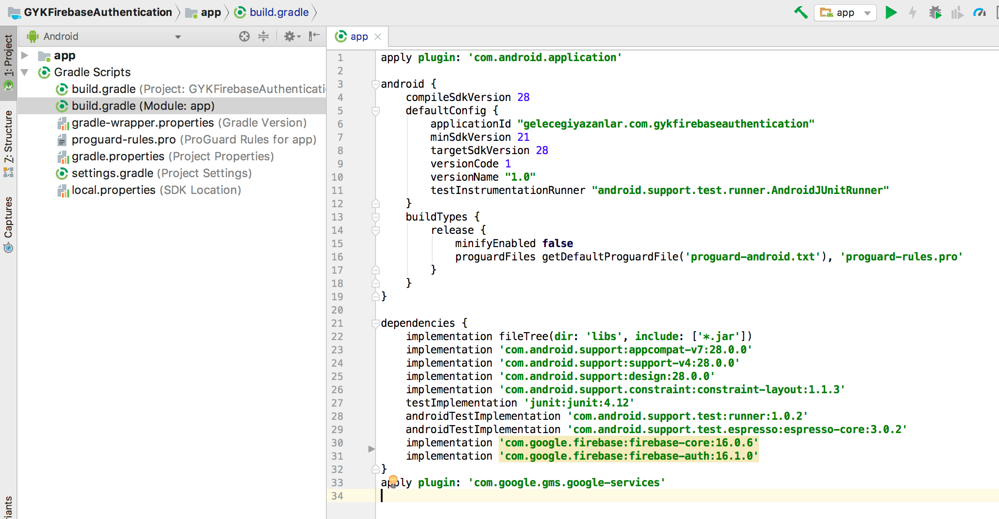 GYKFirebaseAuthentication app build.gradle
app
1: Project
Z: Structure
Captures
Android
app
Gradle Scripts
build.gradle (Project: GYKFirebaseAuthenticati
build.gradle (Module: app)
gradle-wrapper.properties (Gradle Version)
proguard-rules.pro (ProGuard Rules for app)
gradle.properties (Project Properties)
settings.gradle (Project Settings)
local.properties (SDK Location)
app
1 apply plugin: 'com.android.application'
2
3 android {
4 compileSdkVersion 28
5 defaultConfig {
6 applicationId "gelecegiyazanlar.com.gykfirebaseauthentication"
7 minSdkVersion 21
8 targetSdkVersion 28
9 versionCode 1
10 versionName "1.0"
11 testInstrumentationRunner "android.support.test.runner.AndroidJUnitRunner"
12 }
13 buildTypes {
14 release {
15 minifyEnabled false
16 proguardFiles getDefaultProguardFile('proguard-android.txt'), 'proguard-rules.pro'
17 }
18 }
19 }
20
21 dependencies {
22 implementation fileTree(dir: 'libs', include: ['*.jar'])
23 implementation 'com.android.support:appcompat-v7:28.0.0'
24 implementation 'com.android.support:support-v4:28.0.0'
25 implementation 'com.android.support:design:28.0.0'
26 implementation 'com.android.support.constraint:constraint-layout:1.1.3'
27 testImplementation 'junit:junit:4.12'
28 androidTestImplementation 'com.android.support.test:runner:1.0.2'
29 androidTestImplementation 'com.android.support.test.espresso:espresso-core:3.0.2'
30 implementation 'com.google.firebase:firebase-core:16.0.6'
31 implementation 'com.google.firebase:firebase-auth:16.1.0'
32 }
33 apply plugin: 'com.google.gms.google-services'
34
iants